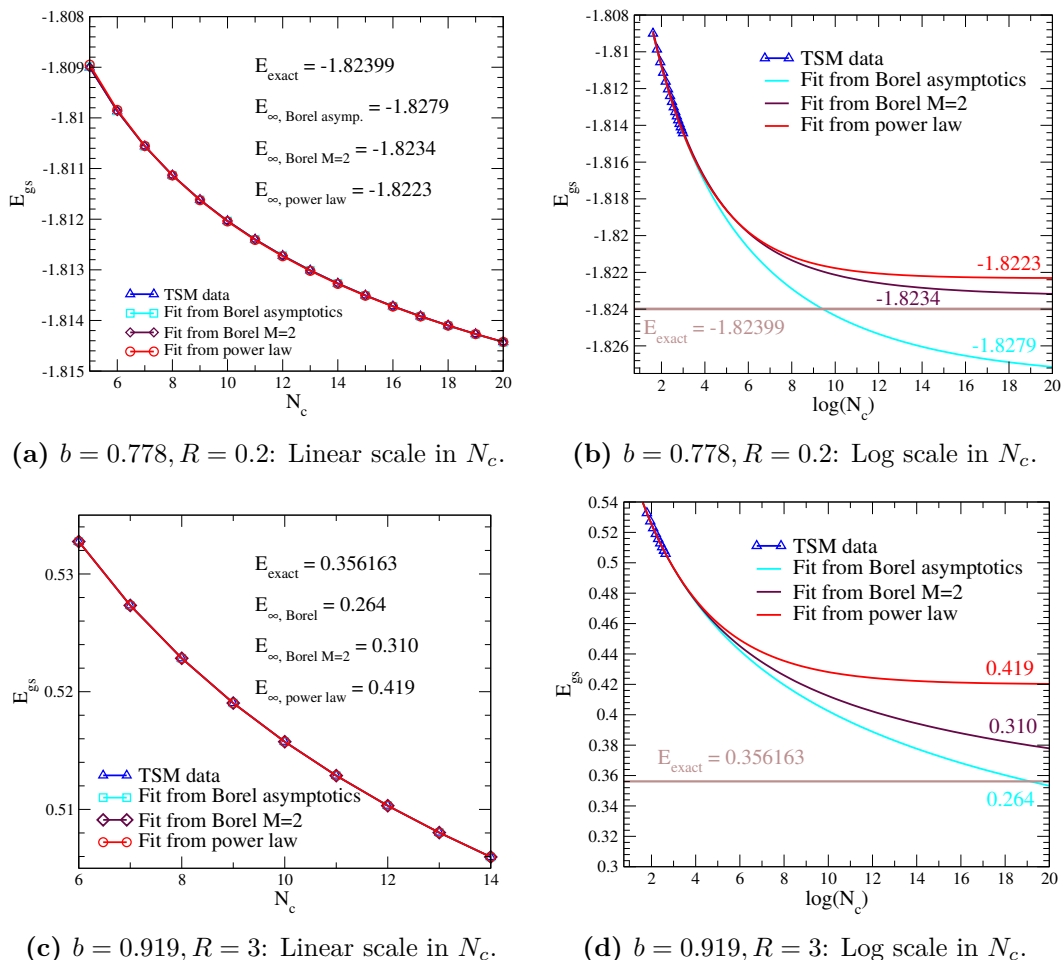 -1.808
-1.809
-1.81
-1.811
-1.812
-1.813
-1.814
-1.815
E_gs
E_exact = -1.82399
E_∞, Borel asymp. = -1.8279
E_∞, Borel M=2 = -1.8234
E_∞, power law = -1.8223
TSM data
Fit from Borel asymptotics
Fit from Borel M=2
Fit from power law
6 8 10 12 14 16 18 20
N_c
(a) b = 0.778, R = 0.2: Linear scale in N_c.
-1.808
-1.81
-1.812
-1.814
-1.816
-1.818
-1.82
-1.822
-1.824
-1.826
E_gs
TSM data
Fit from Borel asymptotics
Fit from Borel M=2
Fit from power law
-1.8223
-1.8234
E_exact = -1.82399
-1.8279
0 2 4 6 8 10 12 14 16 18 20
log(N_c)
(b) b = 0.778, R = 0.2: Log scale in N_c.
0.53
0.52
0.51
E_gs
E_exact = 0.356163
E_∞, Borel = 0.264
E_∞, Borel M=2 = 0.310
E_∞, power law = 0.419
TSM data
Fit from Borel asymptotics
Fit from Borel M=2
Fit from power law
6 8 10 12 14
N_c
(c) b = 0.919, R = 3: Linear scale in N_c.
0.54
0.52
0.5
0.48
0.46
0.44
0.42
0.4
0.38
0.36
0.34
0.32
0.3
E_gs
TSM data
Fit from Borel asymptotics
Fit from Borel M=2
Fit from power law
0.419
0.310
E_exact = 0.356163
0.264
2 4 6 8 10 12 14 16 18 20
log(N_c)
(d) b = 0.919, R = 3: Log scale in N_c.